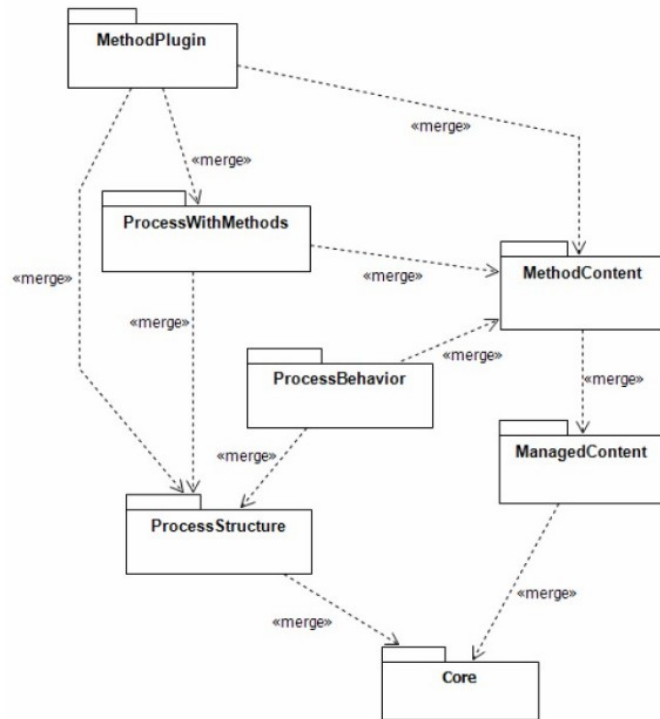 MethodPlugin
«merge»
«merge»
ProcessWithMethods
«merge»
«merge»
MethodContent
«merge»
«merge»
ProcessBehavior
«merge»
ManagedContent
«merge»
ProcessStructure
«merge»
«merge»
Core